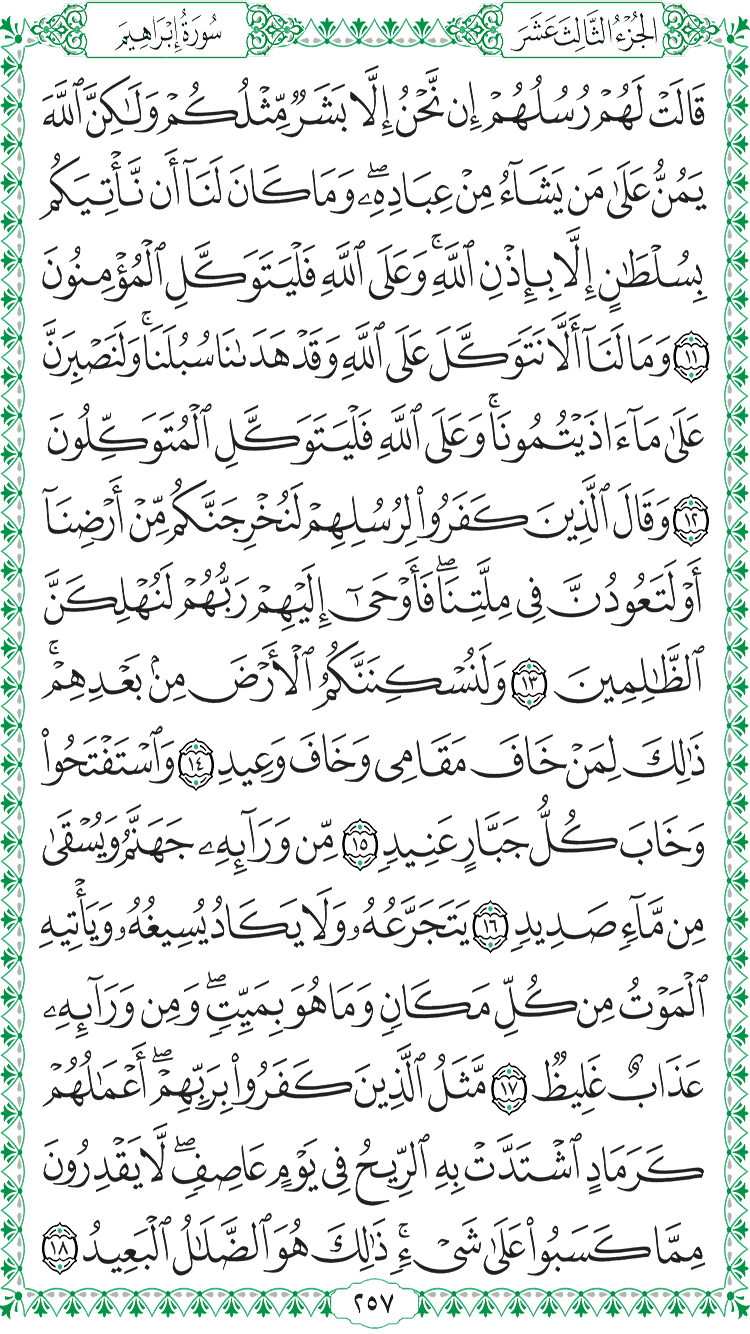 الجُزْءُ الثَّالِثَ عَشَرَ
سُورَةُ إِبْرَاهِيمَ
قَالَتْ لَهُمْ رُسُلُهُمْ إِن نَّحْنُ إِلَّا بَشَرٌ مِّثْلُكُمْ وَلَٰكِنَّ ٱللَّهَ
يَمُنُّ عَلَىٰ مَن يَشَآءُ مِنْ عِبَادِهِۦۖ وَمَا كَانَ لَنَآ أَن نَّأْتِيَكُم
بِسُلْطَٰنٍ إِلَّا بِإِذْنِ ٱللَّهِۚ وَعَلَى ٱللَّهِ فَلْيَتَوَكَّلِ ٱلْمُؤْمِنُونَ
١١ وَمَا لَنَآ أَلَّا نَتَوَكَّلَ عَلَى ٱللَّهِ وَقَدْ هَدَىٰنَا سُبُلَنَاۚ وَلَنَصْبِرَنَّ
عَلَىٰ مَآ ءَاذَيْتُمُونَاۚ وَعَلَى ٱللَّهِ فَلْيَتَوَكَّلِ ٱلْمُتَوَكِّلُونَ
١٢ وَقَالَ ٱلَّذِينَ كَفَرُوا۟ لِرُسُلِهِمْ لَنُخْرِجَنَّكُم مِّنْ أَرْضِنَآ
أَوْ لَتَعُودُنَّ فِى مِلَّتِنَاۖ فَأَوْحَىٰٓ إِلَيْهِمْ رَبُّهُمْ لَنُهْلِكَنَّ
ٱلظَّٰلِمِينَ ١٣ وَلَنُسْكِنَنَّكُمُ ٱلْأَرْضَ مِنۢ بَعْدِهِمْۚ
ذَٰلِكَ لِمَنْ خَافَ مَقَامِى وَخَافَ وَعِيدِ ١٤ وَٱسْتَفْتَحُوا۟
وَخَابَ كُلُّ جَبَّارٍ عَنِيدٍ ١٥ مِّن وَرَآئِهِۦ جَهَنَّمُ وَيُسْقَىٰ
مِن مَّآءٍ صَدِيدٍ ١٦ يَتَجَرَّعُهُۥ وَلَا يَكَادُ يُسِيغُهُۥ وَيَأْتِيهِ
ٱلْمَوْتُ مِن كُلِّ مَكَانٍ وَمَا هُوَ بِمَيِّتٍۖ وَمِن وَرَآئِهِۦ
عَذَابٌ غَلِيظٌ ١٧ مَّثَلُ ٱلَّذِينَ كَفَرُوا۟ بِرَبِّهِمْۖ أَعْمَٰلُهُمْ
كَرَمَادٍ ٱشْتَدَّتْ بِهِ ٱلرِّيحُ فِى يَوْمٍ عَاصِفٍۖ لَّا يَقْدِرُونَ
مِمَّا كَسَبُوا۟ عَلَىٰ شَىْءٍۚ ذَٰلِكَ هُوَ ٱلضَّلَٰلُ ٱلْبَعِيدُ ١٨
٢٥٧